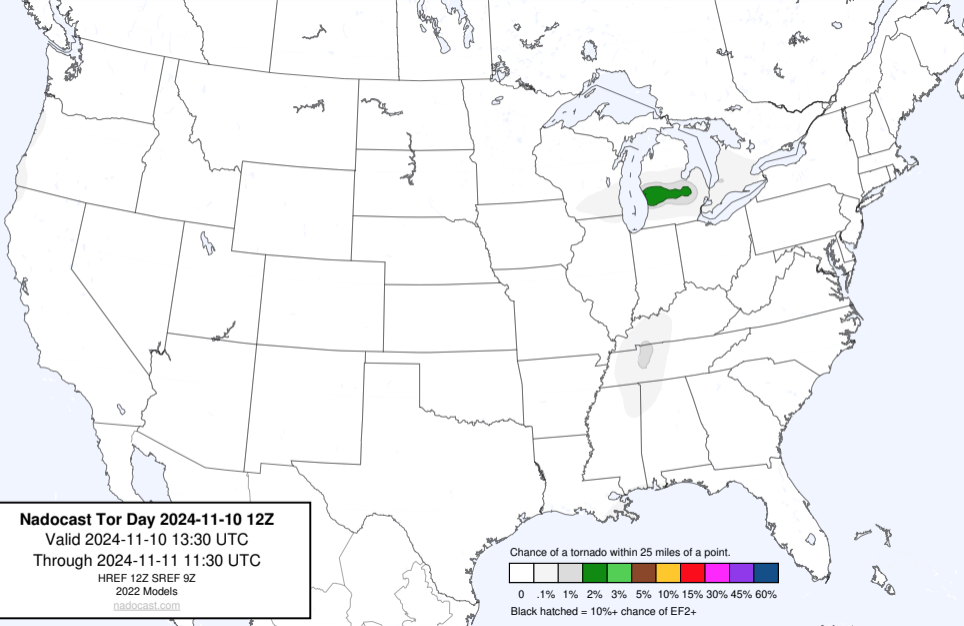 Nadocast Tor Day 2024-11-10 12Z
Valid 2024-11-10 13:30 UTC
Through 2024-11-11 11:30 UTC
HREF 12Z SREF 9Z
2022 Models
nadocast.com
Chance of a tornado within 25 miles of a point.
0 .1% 1% 2% 3% 5% 10% 15% 30% 45% 60%
Black hatched = 10%+ chance of EF2+